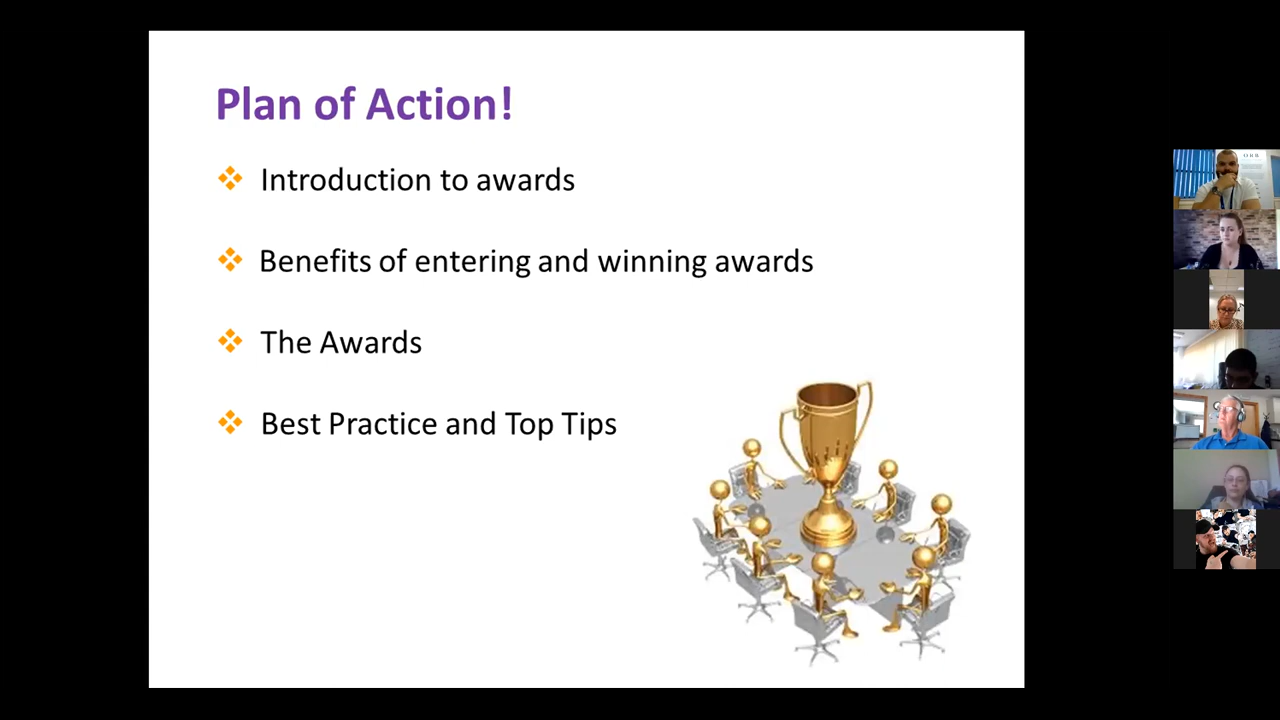 Plan of Action!
Introduction to awards
Benefits of entering and winning awards
The Awards
Best Practice and Top Tips
ORB